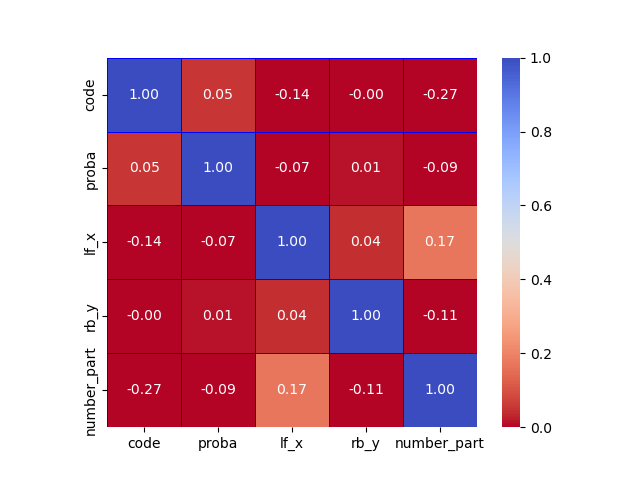 code 1.00 0.05 -0.14 -0.00 -0.27
proba 0.05 1.00 -0.07 0.01 -0.09
lf_x -0.14 -0.07 1.00 0.04 0.17
rb_y -0.00 0.01 0.04 1.00 -0.11
number_part -0.27 -0.09 0.17 -0.11 1.00
code proba lf_x rb_y number_part
1.0
0.8
0.6
0.4
0.2
0.0